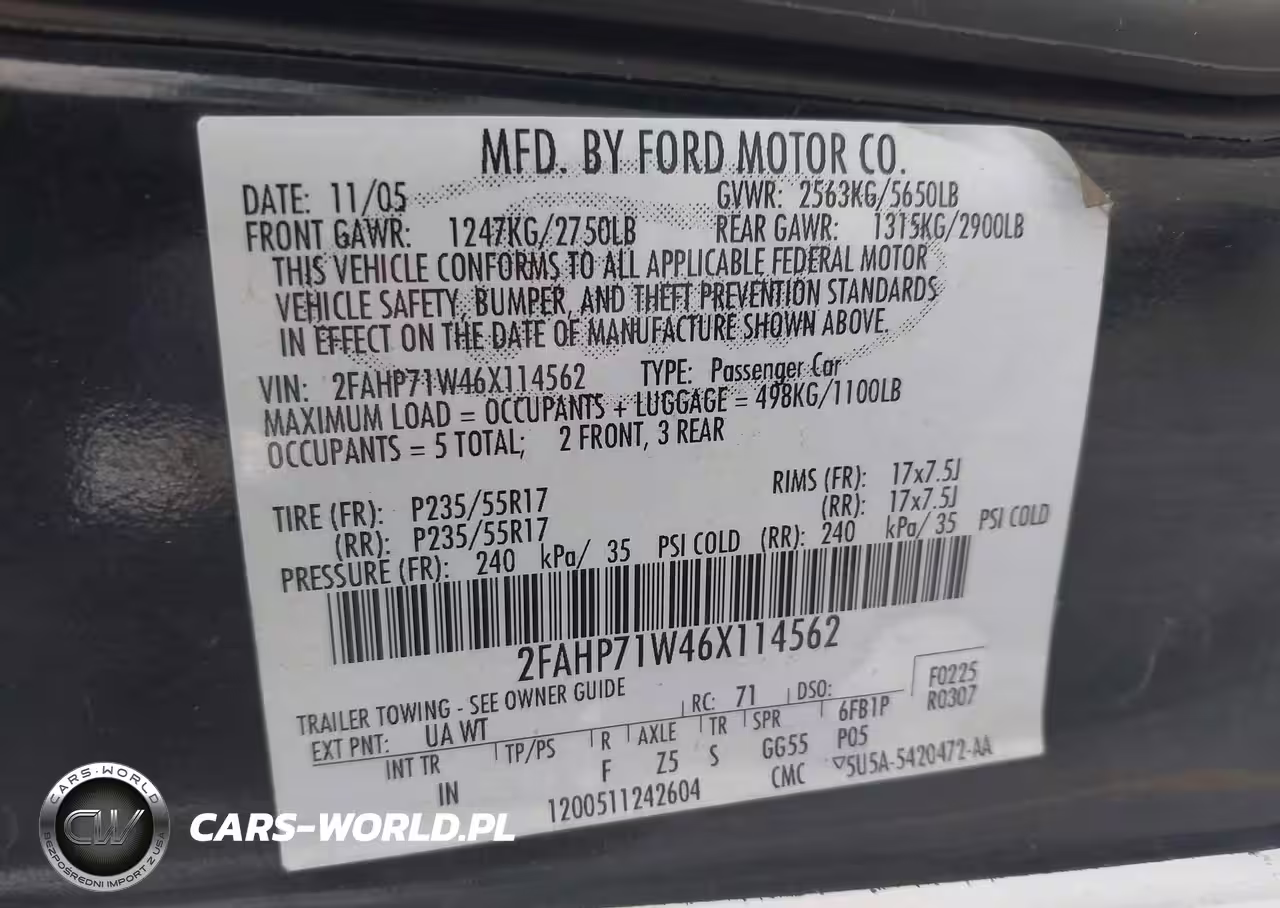 MFD. BY FORD MOTOR CO.
DATE: 11/05 GVWR: 2563KG/5650LB
FRONT GAWR: 1247KG/2750LB REAR GAWR: 1315KG/2900LB
THIS VEHICLE CONFORMS TO ALL APPLICABLE FEDERAL MOTOR
VEHICLE SAFETY, BUMPER, AND THEFT PREVENTION STANDARDS
IN EFFECT ON THE DATE OF MANUFACTURE SHOWN ABOVE.
VIN: 2FAHP71W46X114562 TYPE: Passenger Car
MAXIMUM LOAD = OCCUPANTS + LUGGAGE = 498KG/1100LB
OCCUPANTS = 5 TOTAL; 2 FRONT, 3 REAR
TIRE (FR): P235/55R17 RIMS (FR): 17x7.5J
(RR): P235/55R17 (RR): 17x7.5J
PRESSURE (FR): 240 kPa/ 35 PSI COLD (RR): 240 kPa/ 35 PSI COLD
2FAHP71W46X114562
TRAILER TOWING - SEE OWNER GUIDE
EXT PNT: UA WT RC: 71 DSO: F0225
INT TR TP/PS R AXLE TR SPR 6FB1P R0307
IN F Z5 S GG55 P05
1200511242604 CMC ▽5U5A-5420472-AA
CARS-WORLD
CW
BEZPOŚREDNI IMPORT Z USA
CARS-WORLD.PL